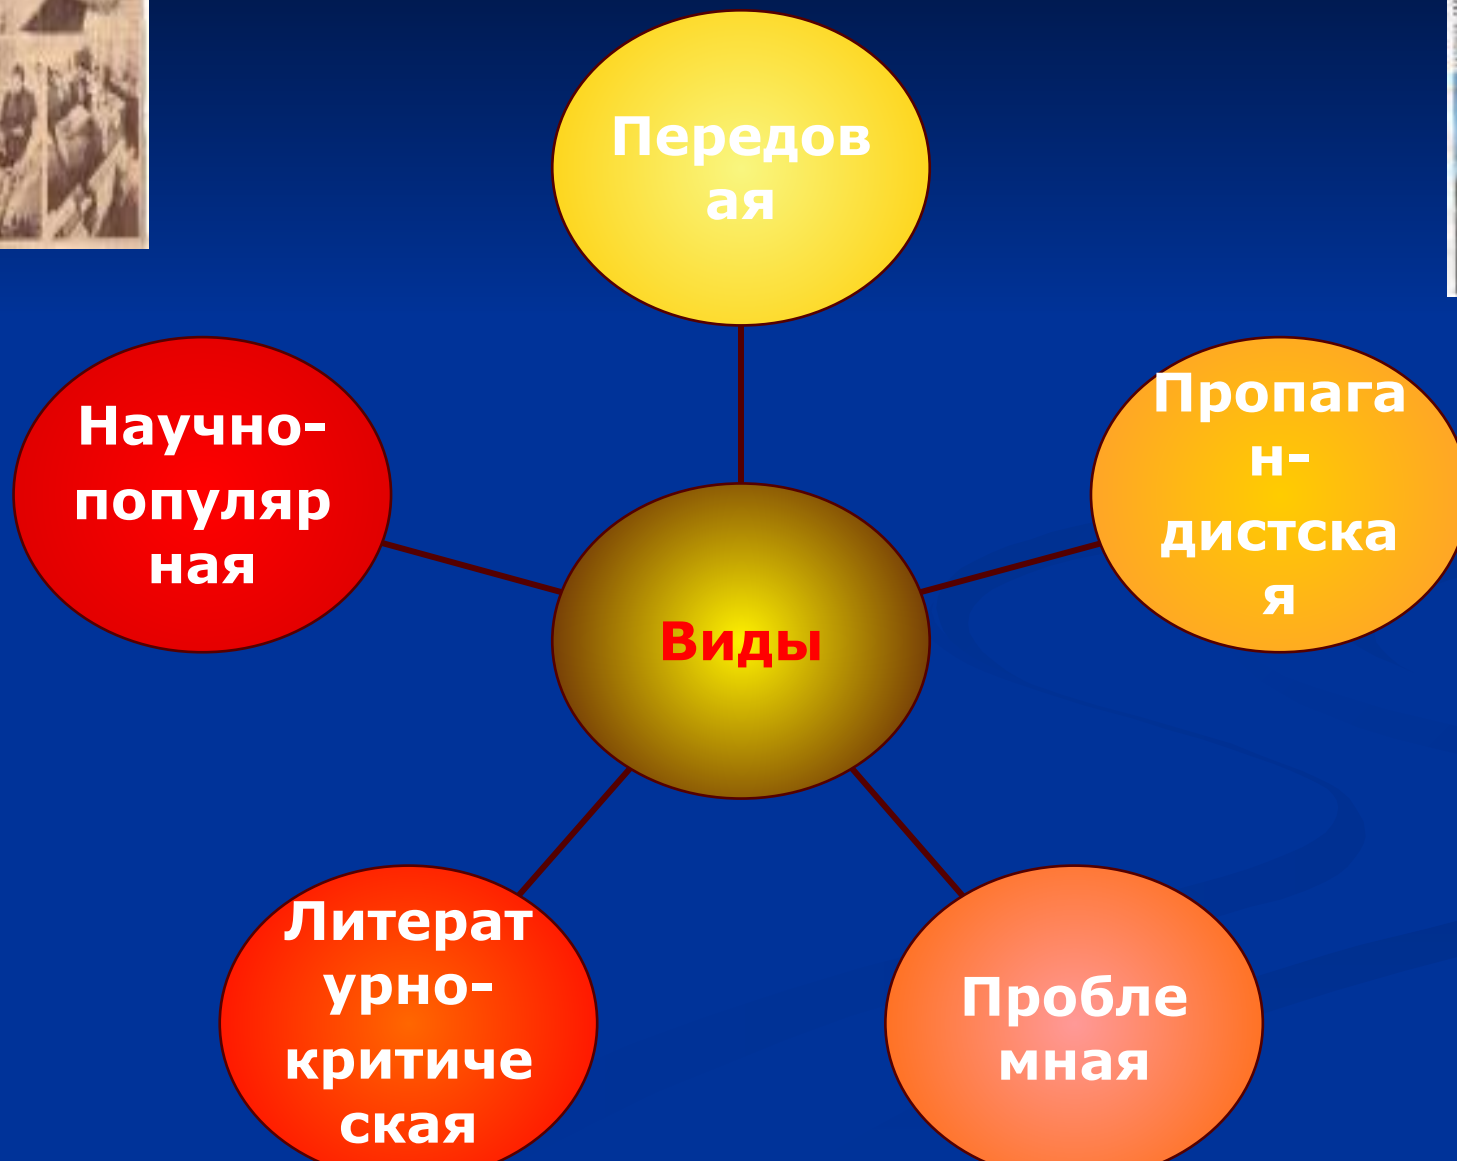 Передов
ая
Научно-
популяр
ная
Пропага
н-
дистска
я
Виды
Литерат
урно-
критиче
ская
Пробле
мная